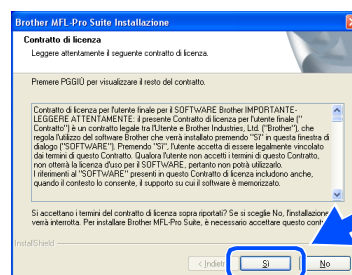 Brother MFL-Pro Suite Installazione
Contratto di licenza
Leggere attentamente il seguente contratto di licenza.
Premere PGGIÙ per visualizzare il resto del contratto.
Contratto di licenza per l'utente finale per il SOFTWARE Brother IMPORTANTE-
LEGGERE ATTENTAMENTE: il presente Contratto di licenza per l'utente finale ("
Contratto") è un contratto legale tra l'Utente e Brother Industries, Ltd. ("Brother"), che
regola l'utilizzo del software Brother che verrà installato premendo "Sì" in questa finestra di
dialogo ("SOFTWARE"). Premendo "Sì", l'utente accetta di essere legalmente vincolato
dai termini di questo Contratto. Qualora l'utente non accetti i termini di questo Contratto,
non otterrà la licenza d'uso per il SOFTWARE, pertanto non potrà utilizzarlo.
I riferimenti al "SOFTWARE" presenti in questo Contratto di licenza includono anche,
quando il contesto lo consente, il supporto su cui il software è memorizzato.
Si accettano i termini del contratto di licenza sopra riportati? Se si sceglie No, l'installazione
verrà interrotta. Per installare Brother MFL-Pro Suite, è necessario accettare questo
InstallShield
< Indietr
Sì
No